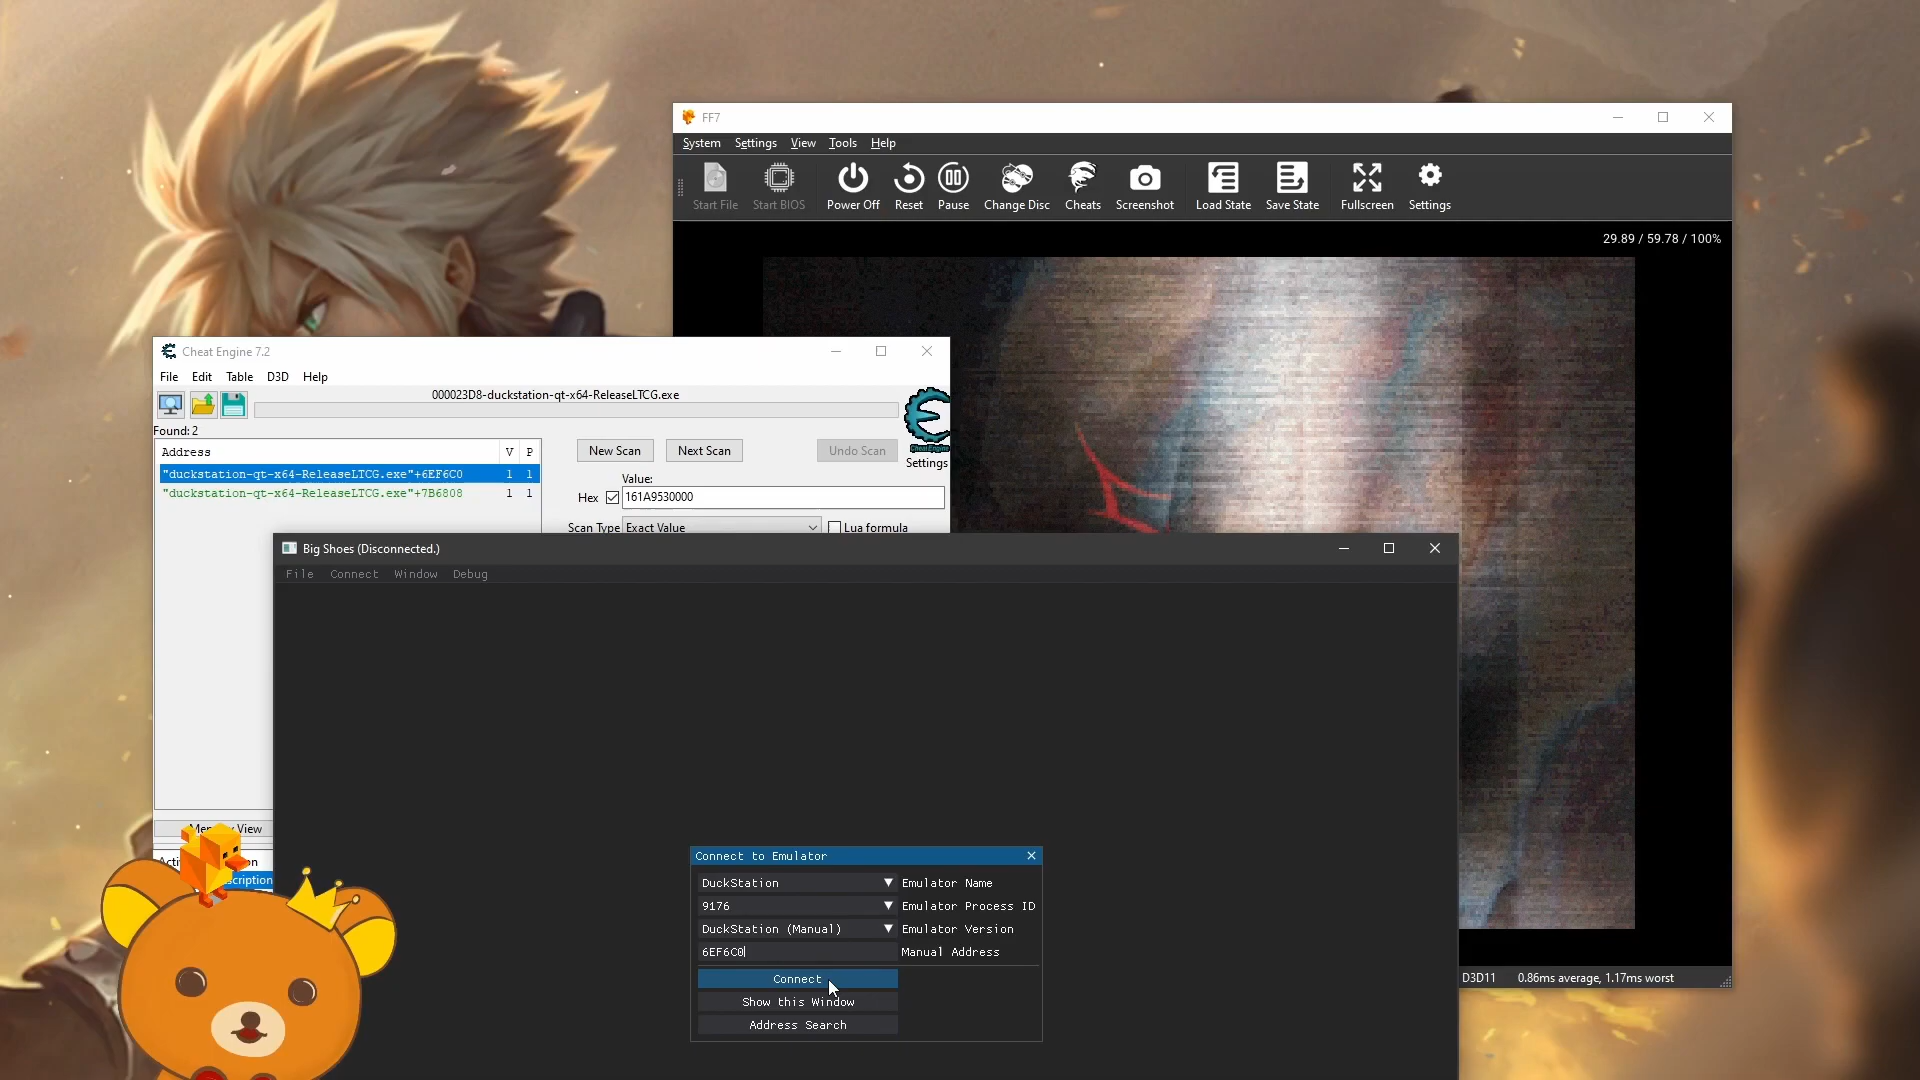 FF7
System Settings View Tools Help
Start File Start BIOS Power Off Reset Pause Change Disc Cheats Screenshot Load State Save State Fullscreen Settings
29.89 / 59.78 / 100%
Cheat Engine 7.2
File Edit Table D3D Help
000023D8-duckstation-qt-x64-ReleaseLTCG.exe
Found: 2
Address V P
"duckstation-qt-x64-ReleaseLTCG.exe"+6EF6C0 1 1
"duckstation-qt-x64-ReleaseLTCG.exe"+7B6808 1 1
New Scan Next Scan Undo Scan
Settings
Value:
Hex 161A9530000
Scan Type Exact Value Lua formula
Big Shoes (Disconnected.)
File Connect Window Debug
View
Connect to Emulator
DuckStation Emulator Name
9176 Emulator Process ID
DuckStation (Manual) Emulator Version
6EF6C0 Manual Address
Connect
Show this Window
Address Search
D3D11 0.86ms average, 1.17ms worst